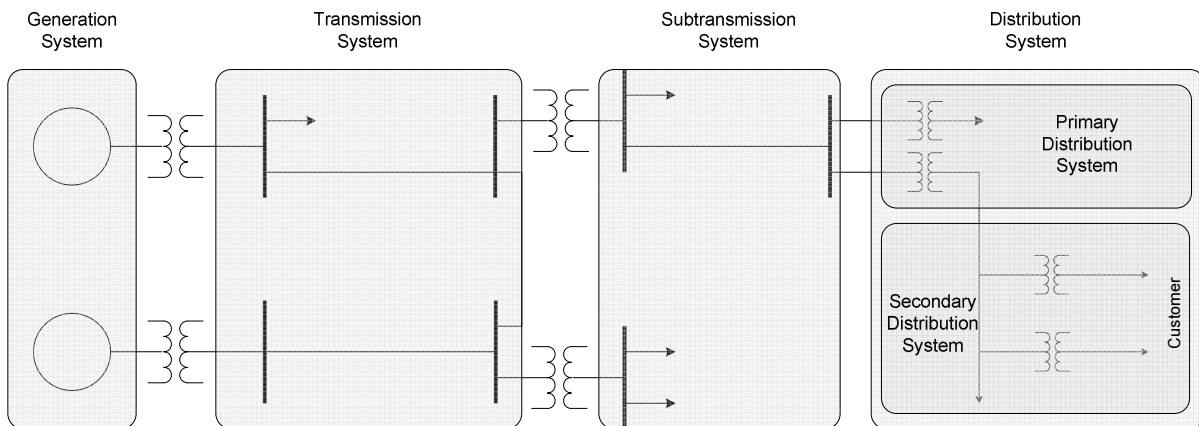 Generation
System
Transmission
System
Subtransmission
System
Distribution
System
Primary
Distribution
System
Secondary
Distribution
System
Customer